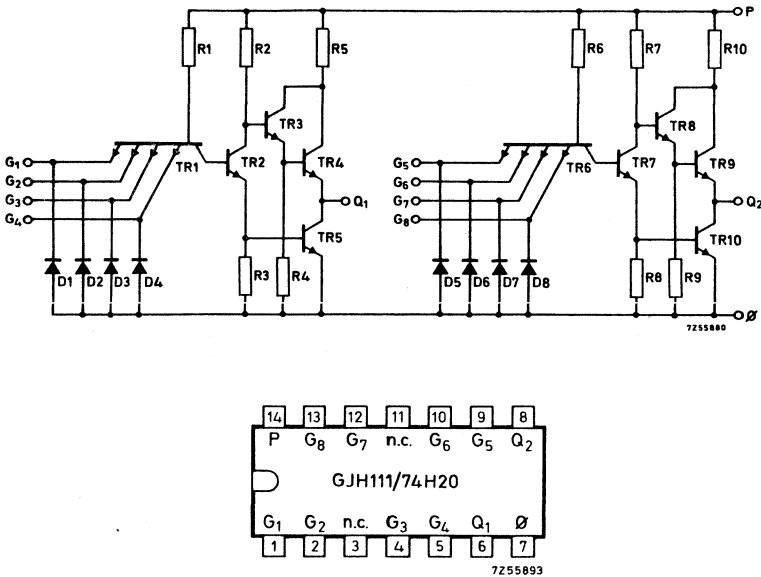 P
R1 R2 R5 R6 R7 R10
TR3 TR8
G1 TR1 TR2 TR4 G5 TR6 TR7 TR9
G2 G6
G3 Q1 G7 Q2
G4 G8
TR5 TR10
D1 D2 D3 D4 R3 R4 D5 D6 D7 D8 R8 R9
Ø
7Z55880
14 13 12 11 10 9 8
P G8 G7 n.c. G6 G5 Q2
GJH111/74H20
G1 G2 n.c. G3 G4 Q1 Ø
1 2 3 4 5 6 7
7Z55893